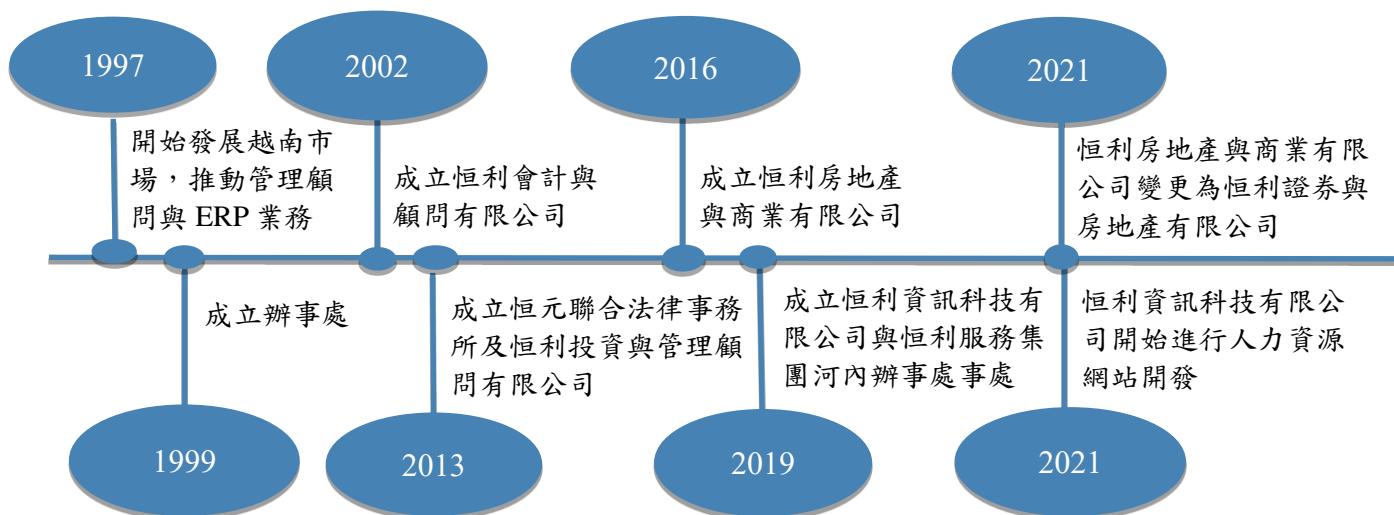 1997
開始發展越南市
場，推動管理顧
問與 ERP 業務
成立辦事處
1999
2002
成立恒利會計與
顧問有限公司
成立恒元聯合法律事務
所及恒利投資與管理顧
問有限公司
2013
2016
成立恒利房地產
與商業有限公司
成立恒利資訊科技有
限公司與恒利服務集
團河內辦事處事處
2019
2021
恒利房地產與商業有限
公司變更為恒利證券與
房地產有限公司
恒利資訊科技有限公
司開始進行人力資源
網站開發
2021